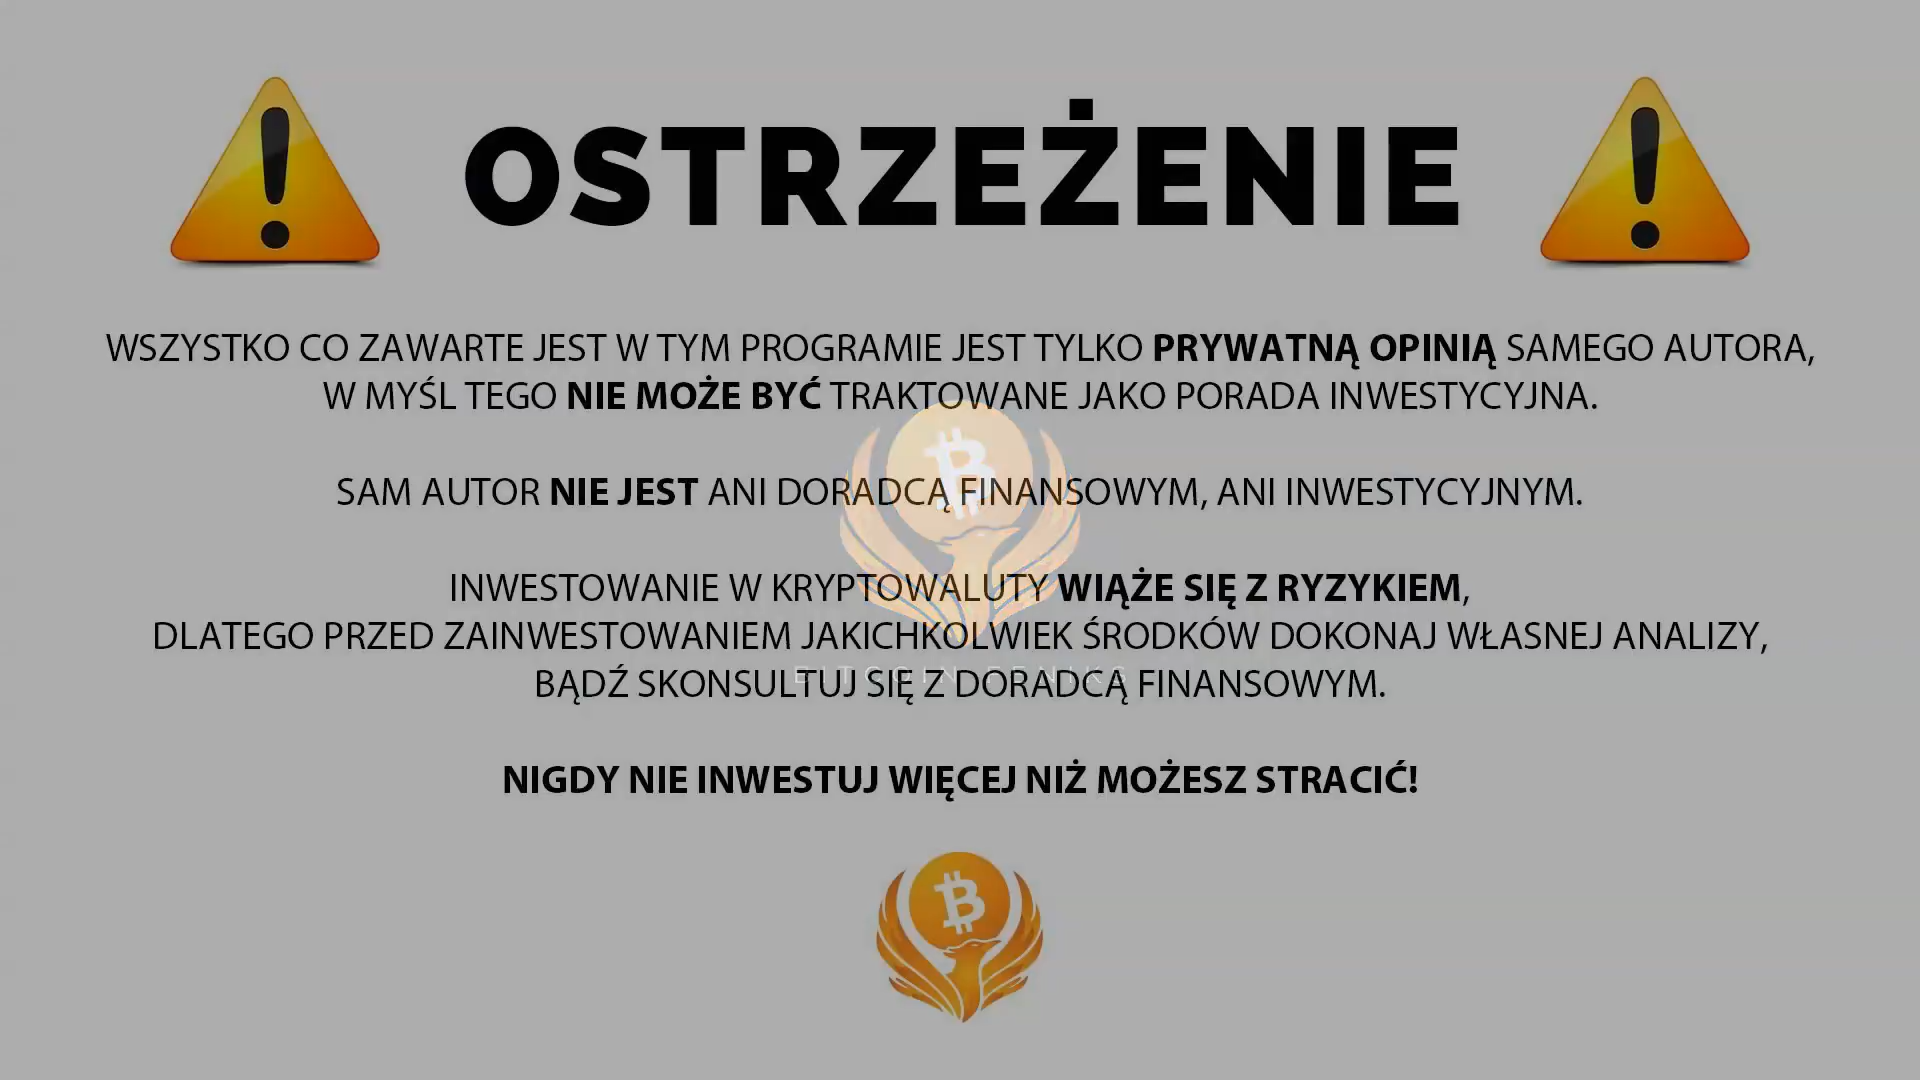 OSTRZEŻENIE
WSZYSTKO CO ZAWARTE JEST W TYM PROGRAMIE JEST TYLKO PRYWATNĄ OPINIĄ SAMEGO AUTORA,
W MYŚL TEGO NIE MOŻE BYĆ TRAKTOWANE JAKO PORADA INWESTYCYJNA.
SAM AUTOR NIE JEST ANI DORADCĄ FINANSOWYM, ANI INWESTYCYJNYM.
INWESTOWANIE W KRYPTOWALUTY WIĄŻE SIĘ Z RYZYKIEM,
DLATEGO PRZED ZAINWESTOWANIEM JAKICHKOLWIEK ŚRODKÓW DOKONAJ WŁASNEJ ANALIZY,
BITCOIN FENIKS
BĄDŹ SKONSULTUJ SIĘ Z DORADCĄ FINANSOWYM.
NIGDY NIE INWESTUJ WIĘCEJ NIŻ MOŻESZ STRACIĆ!